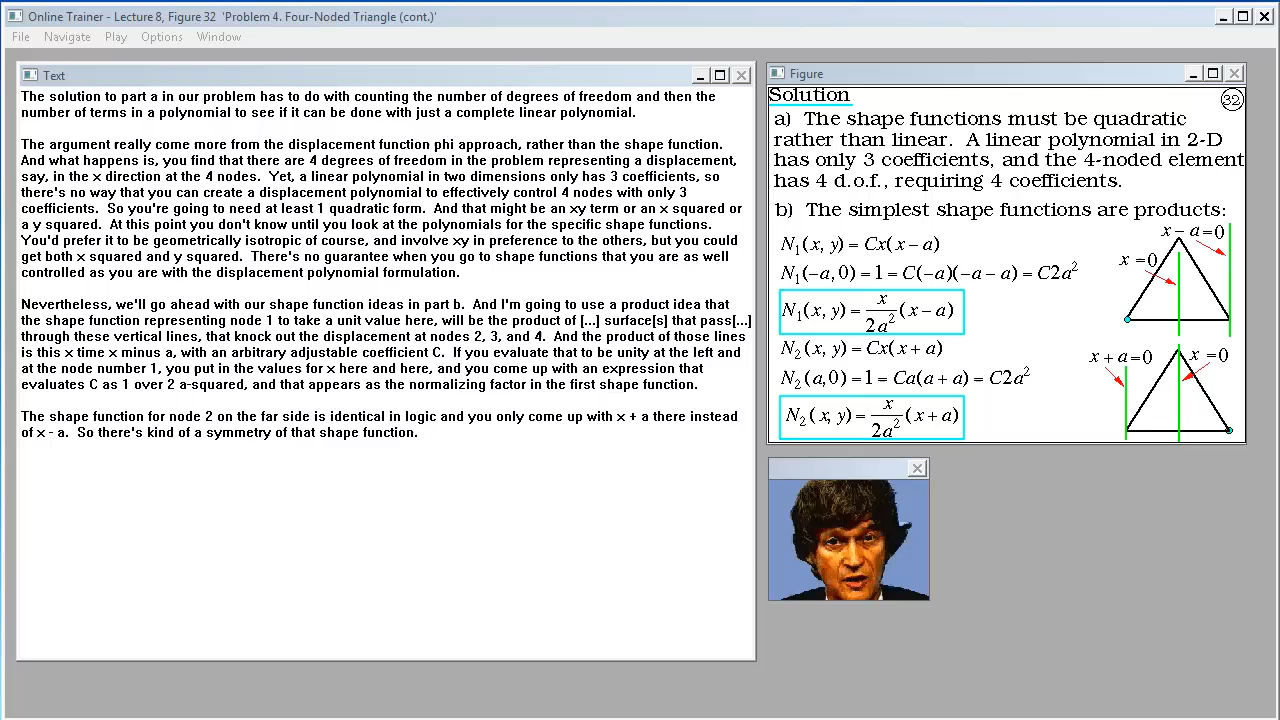 Online Trainer - Lecture 8, Figure 32 'Problem 4. Four-Noded Triangle (cont.)'
File Navigate Play Options Window
Text
The solution to part a in our problem has to do with counting the number of degrees of freedom and then the
number of terms in a polynomial to see if it can be done with just a complete linear polynomial.
The argument really come more from the displacement function phi approach, rather than the shape function.
And what happens is, you find that there are 4 degrees of freedom in the problem representing a displacement,
say, in the x direction at the 4 nodes. Yet, a linear polynomial in two dimensions only has 3 coefficients, so
there's no way that you can create a displacement polynomial to effectively control 4 nodes with only 3
coefficients. So you're going to need at least 1 quadratic form. And that might be an xy term or an x squared or
a y squared. At this point you don't know until you look at the polynomials for the specific shape functions.
You'd prefer it to be geometrically isotropic of course, and involve xy in preference to the others, but you could
get both x squared and y squared. There's no guarantee when you go to shape functions that you are as well
controlled as you are with the displacement polynomial formulation.
Nevertheless, we'll go ahead with our shape function ideas in part b. And I'm going to use a product idea that
the shape function representing node 1 to take a unit value here, will be the product of [...] surface[s] that pass[...]
through these vertical lines, that knock out the displacement at nodes 2, 3, and 4. And the product of those lines
is this x time x minus a, with an arbitrary adjustable coefficient C. If you evaluate that to be unity at the left and
at the node number 1, you put in the values for x here and here, and you come up with an expression that
evaluates C as 1 over 2 a-squared, and that appears as the normalizing factor in the first shape function.
The shape function for node 2 on the far side is identical in logic and you only come up with x + a there instead
of x - a. So there's kind of a symmetry of that shape function.
Figure
Solution 32
a) The shape functions must be quadratic
rather than linear. A linear polynomial in 2-D
has only 3 coefficients, and the 4-noded element
has 4 d.o.f., requiring 4 coefficients.
b) The simplest shape functions are products:
N₁(x, y) = Cx(x − a)
N₁(−a, 0) = 1 = C(−a)(−a − a) = C2a²
N₁(x, y) = x/2a² (x − a)
N₂(x, y) = Cx(x + a)
N₂(a, 0) = 1 = Ca(a + a) = C2a²
N₂(x, y) = x/2a² (x + a)
x − a = 0
x = 0
x + a = 0
x = 0